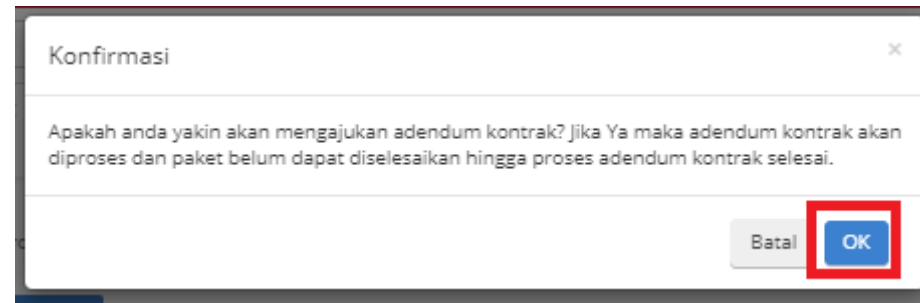 Konfirmasi
×
Apakah anda yakin akan mengajukan adendum kontrak? Jika Ya maka adendum kontrak akan
diproses dan paket belum dapat diselesaikan hingga proses adendum kontrak selesai.
Batal OK